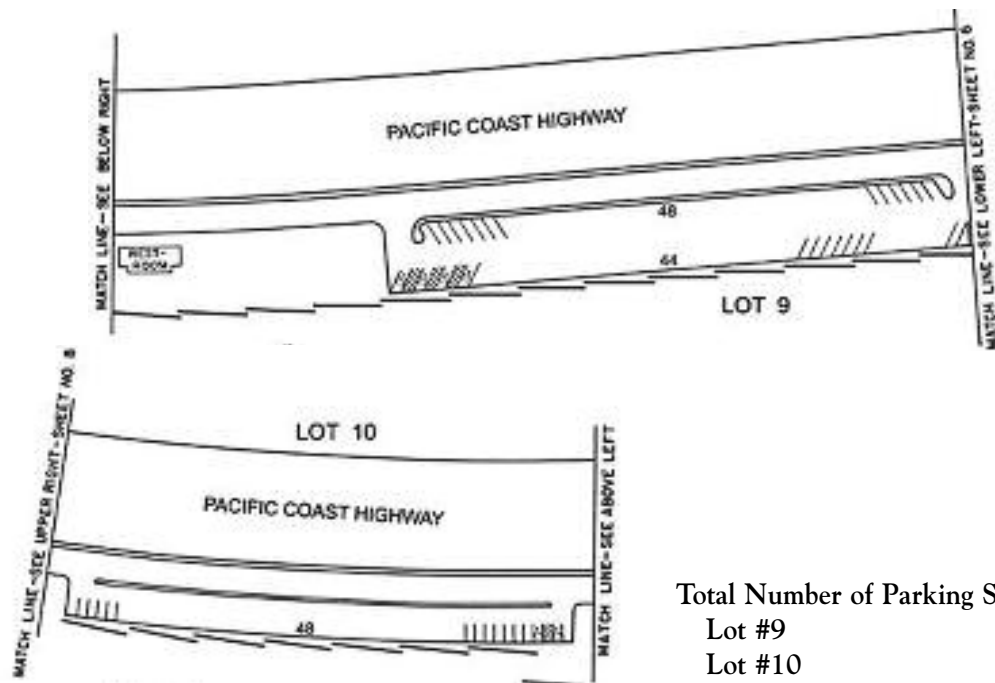 MATCH LINE-SEE BELOW RIGHT
PACIFIC COAST HIGHWAY
MATCH LINE-SEE LOWER LEFT-SHEET NO. 6
REST-
ROOM
48
44
LOT 9
MATCH LINE-SEE UPPER RIGHT-SHEET NO. 8
LOT 10
PACIFIC COAST HIGHWAY
MATCH LINE-SEE ABOVE LEFT
48
Total Number of Parking S
Lot #9
Lot #10